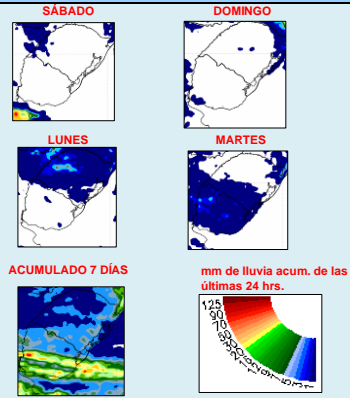 SÁBADO
DOMINGO
LUNES
MARTES
ACUMULADO 7 DÍAS
mm de lluvia acum. de las
últimas 24 hrs.
125
90
70